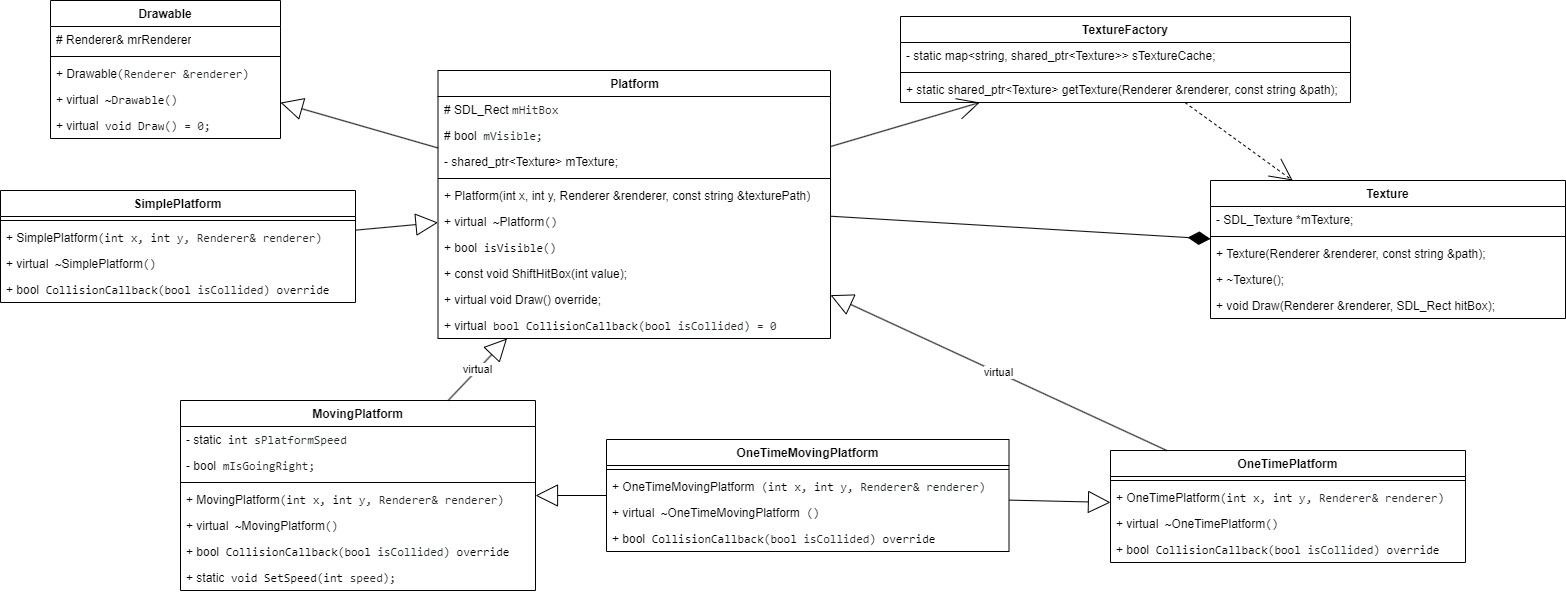 Drawable
# Renderer& mrRenderer
+ Drawable(Renderer &renderer)
+ virtual ~Drawable()
+ virtual void Draw() = 0;
Platform
# SDL_Rect mHitBox
# bool mVisible;
- shared_ptr<Texture> mTexture;
+ Platform(int x, int y, Renderer &renderer, const string &texturePath)
+ virtual ~Platform()
+ bool isVisible()
+ const void ShiftHitBox(int value);
+ virtual void Draw() override;
+ virtual bool CollisionCallback(bool isCollided) = 0
TextureFactory
- static map<string, shared_ptr<Texture>> sTextureCache;
+ static shared_ptr<Texture> getTexture(Renderer &renderer, const string &path);
Texture
- SDL_Texture *mTexture;
+ Texture(Renderer &renderer, const string &path);
+ ~Texture();
+ void Draw(Renderer &renderer, SDL_Rect hitBox);
SimplePlatform
+ SimplePlatform(int x, int y, Renderer& renderer)
+ virtual ~SimplePlatform()
+ bool CollisionCallback(bool isCollided) override
virtual
virtual
MovingPlatform
- static int sPlatformSpeed
- bool mIsGoingRight;
+ MovingPlatform(int x, int y, Renderer& renderer)
+ virtual ~MovingPlatform()
+ bool CollisionCallback(bool isCollided) override
+ static void SetSpeed(int speed);
OneTimeMovingPlatform
+ OneTimeMovingPlatform (int x, int y, Renderer& renderer)
+ virtual ~OneTimeMovingPlatform ()
+ bool CollisionCallback(bool isCollided) override
OneTimePlatform
+ OneTimePlatform(int x, int y, Renderer& renderer)
+ virtual ~OneTimePlatform()
+ bool CollisionCallback(bool isCollided) override